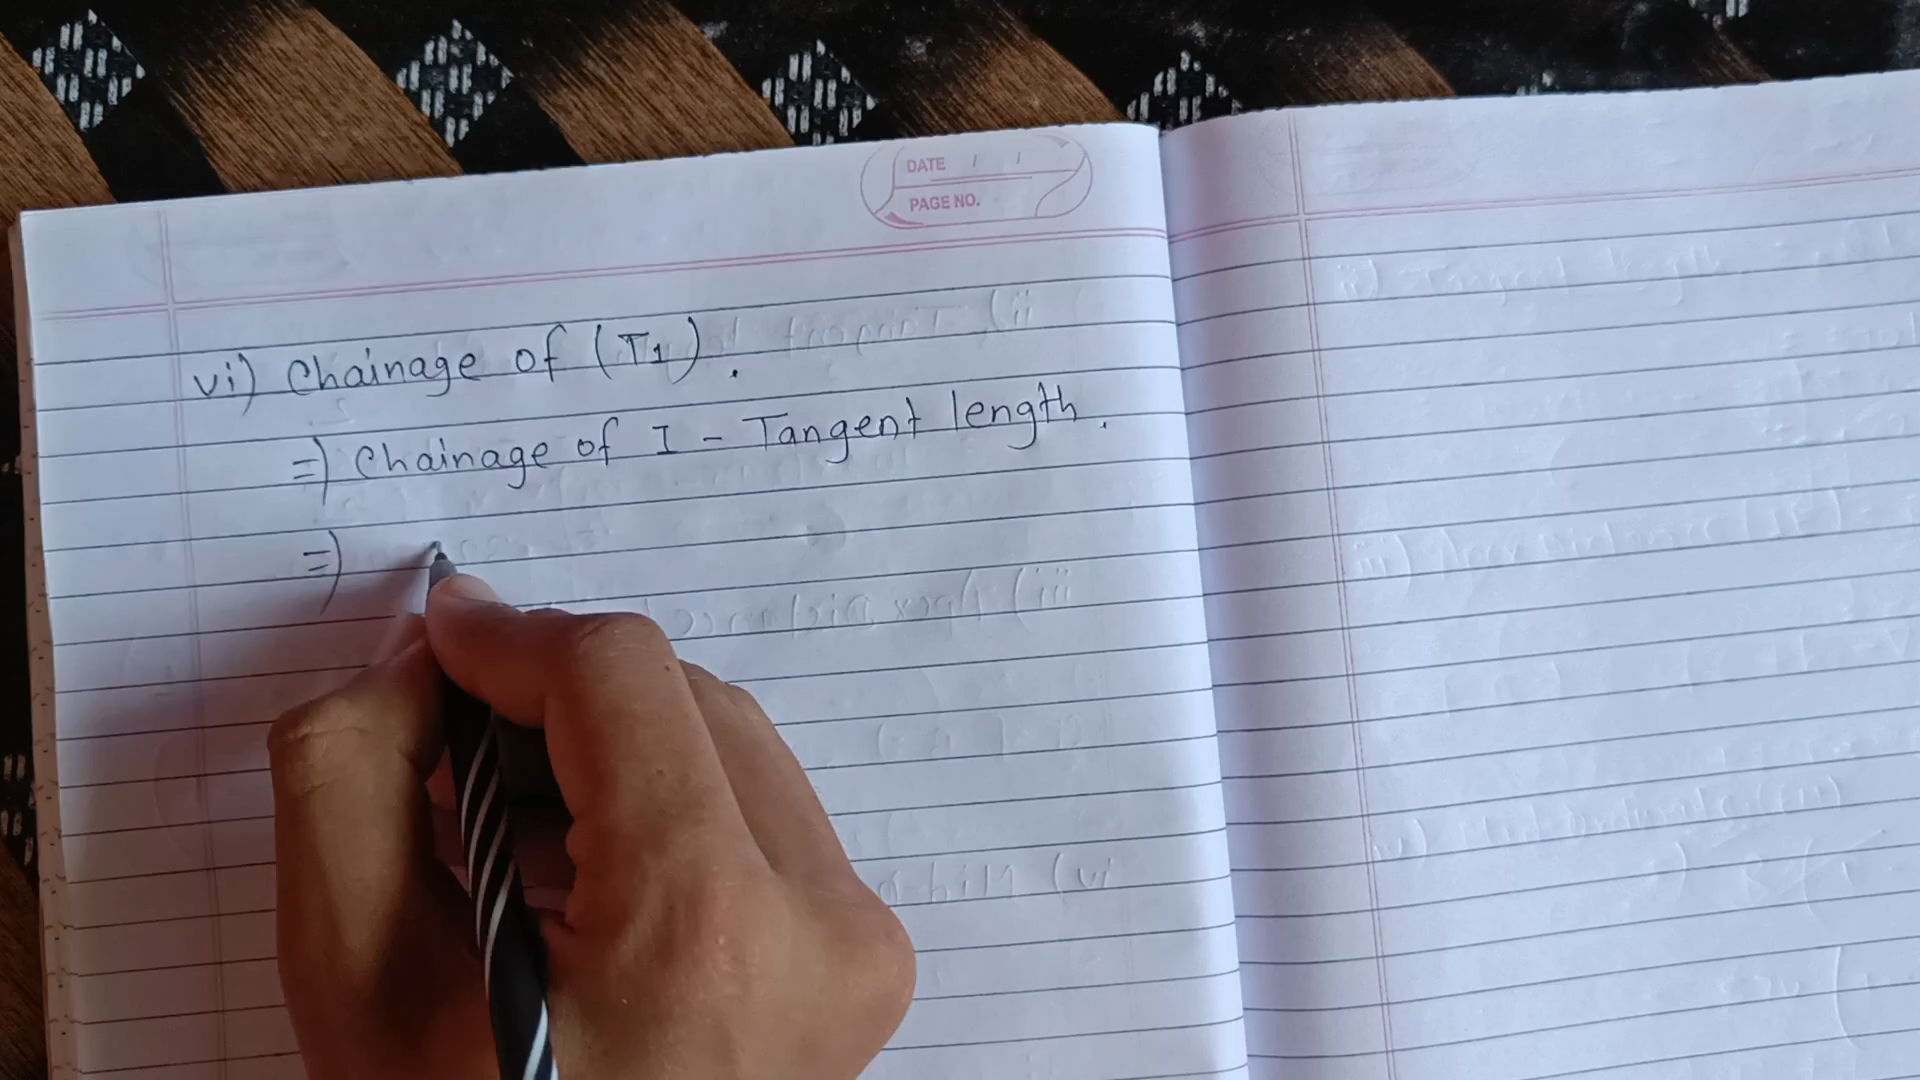 DATE / /
PAGE NO.
vi) Chainage of (T1).
=) Chainage of I - Tangent length.
=)